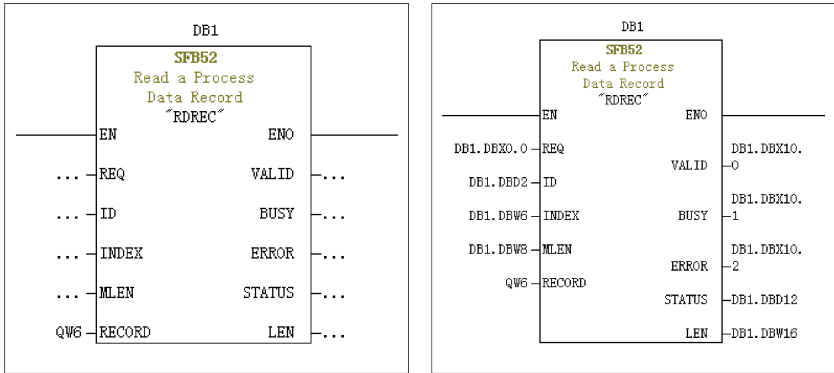 DB1
SFB52
Read a Process
Data Record
"RDREC"
EN ENO
... REQ VALID ...
... ID BUSY ...
... INDEX ERROR ...
... MLEN STATUS ...
QW6 RECORD LEN ...
DB1
SFB52
Read a Process
Data Record
"RDREC"
EN ENO
DB1.DBX0.0 REQ DB1.DBX10.
VALID 0
DB1.DBD2 ID
DB1.DBX10.
DB1.DBW6 INDEX BUSY 1
DB1.DBW8 MLEN DB1.DBX10.
ERROR 2
QW6 RECORD
STATUS DB1.DBD12
LEN DB1.DBW16